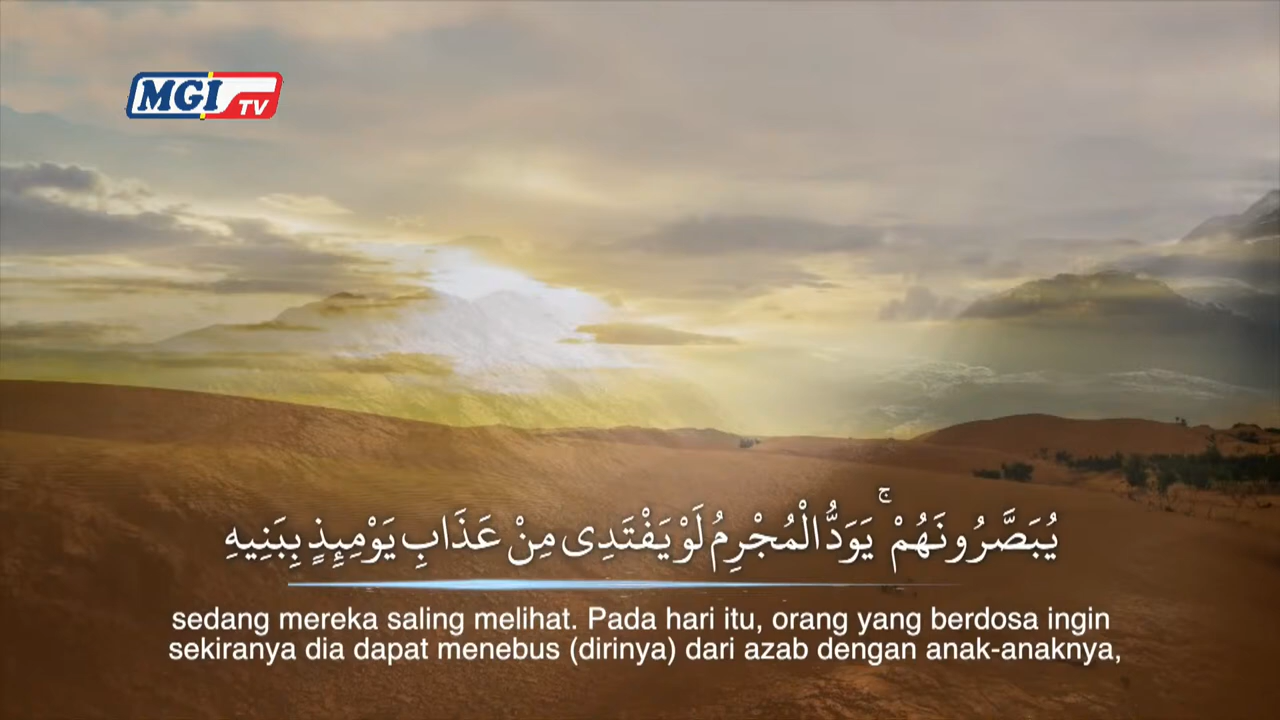 MGI TV
يُبَصَّرُونَهُمْ ۚ يَوَدُّ الْمُجْرِمُ لَوْ يَفْتَدِى مِنْ عَذَابِ يَوْمِئِذٍۭ بِبَنِيهِ
sedang mereka saling melihat. Pada hari itu, orang yang berdosa ingin
sekiranya dia dapat menebus (dirinya) dari azab dengan anak-anaknya,